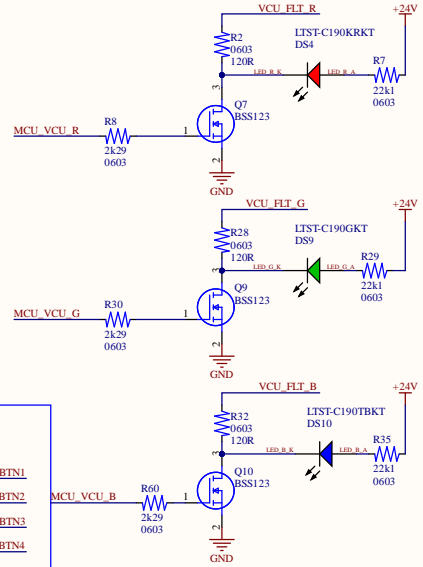 VCU_FLT_R
+24V
R2
0603
120R
LTST-C190KRKT
DS4
R7
22k1
0603
LED_R_K
LED_R_A
3
Q7
BSS123
MCU_VCU_R
R8
2k29
0603
1
2
GND
VCU_FLT_G
+24V
R28
0603
120R
LTST-C190GKT
DS9
R29
22k1
0603
LED_G_K
LED_G_A
3
Q9
BSS123
MCU_VCU_G
R30
2k29
0603
1
2
GND
VCU_FLT_B
+24V
R32
0603
120R
LTST-C190TBKT
DS10
R35
22k1
0603
LED_B_K
LED_B_A
3
Q10
BSS123
BTN1
BTN2
MCU_VCU_B
R60
2k29
0603
1
BTN3
BTN4
2
GND